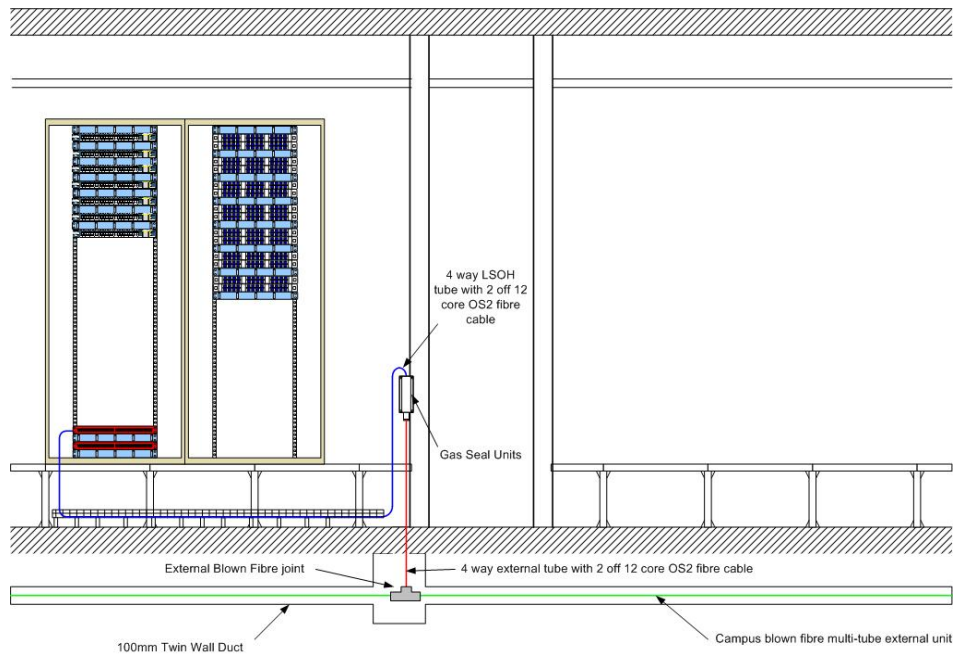 4 way LSOH
tube with 2 off 12
core OS2 fibre
cable
Gas Seal Units
External Blown Fibre joint
4 way external tube with 2 off 12 core OS2 fibre cable
100mm Twin Wall Duct
Campus blown fibre multi-tube external unit